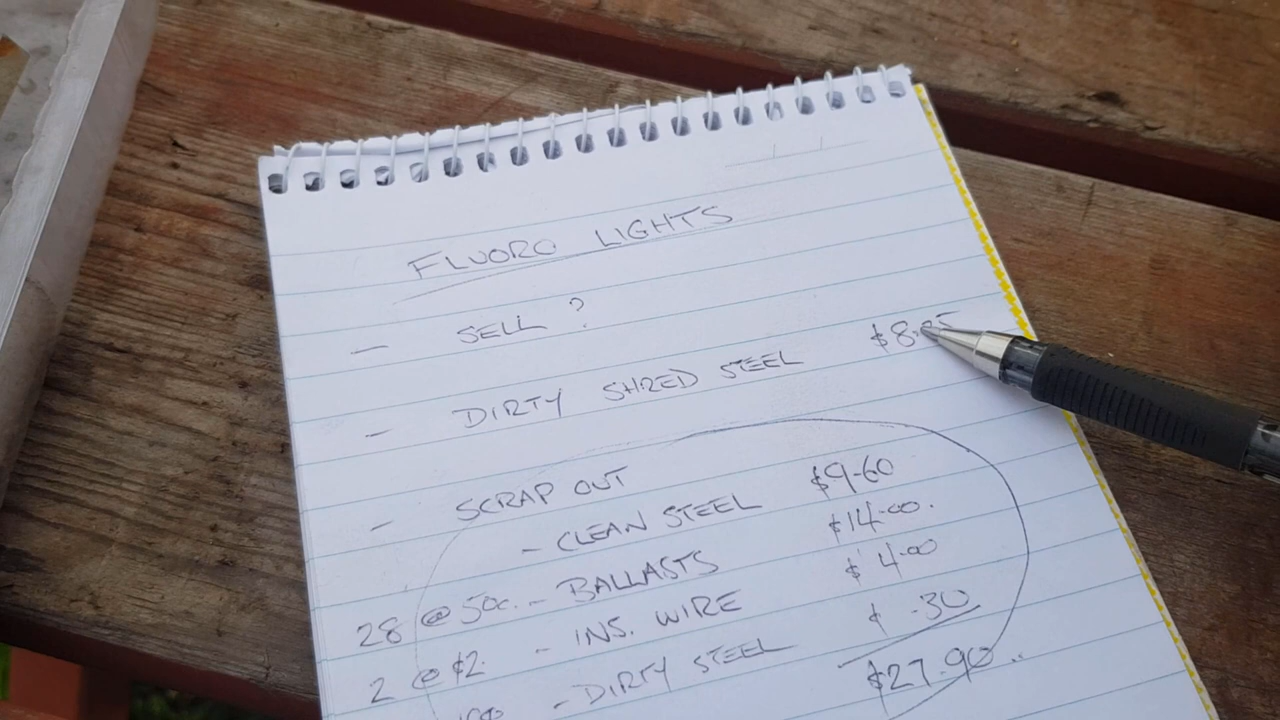 FLUORO LIGHTS
- SELL ?
- DIRTY SHRED STEEL
- SCRAP OUT
- CLEAN STEEL $9-60
28 @ 50c. - BALLASTS $14-00.
2 @ $2. - INS. WIRE $ 4-00
- DIRTY STEEL $ -30
$27-90